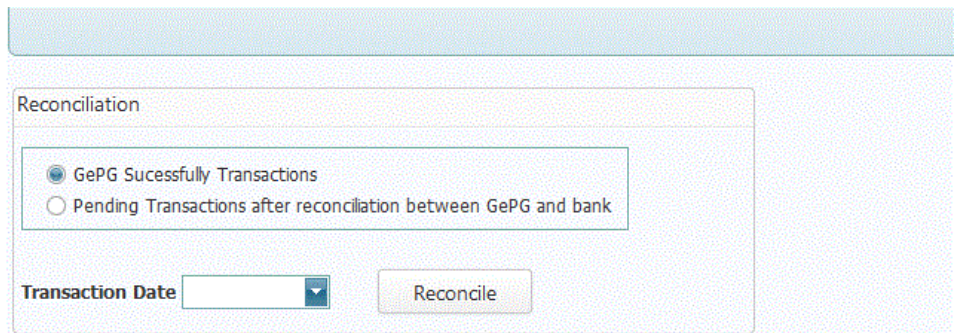 Reconciliation
GePG Sucessfully Transactions
Pending Transactions after reconciliation between GePG and bank
Transaction Date
Reconcile